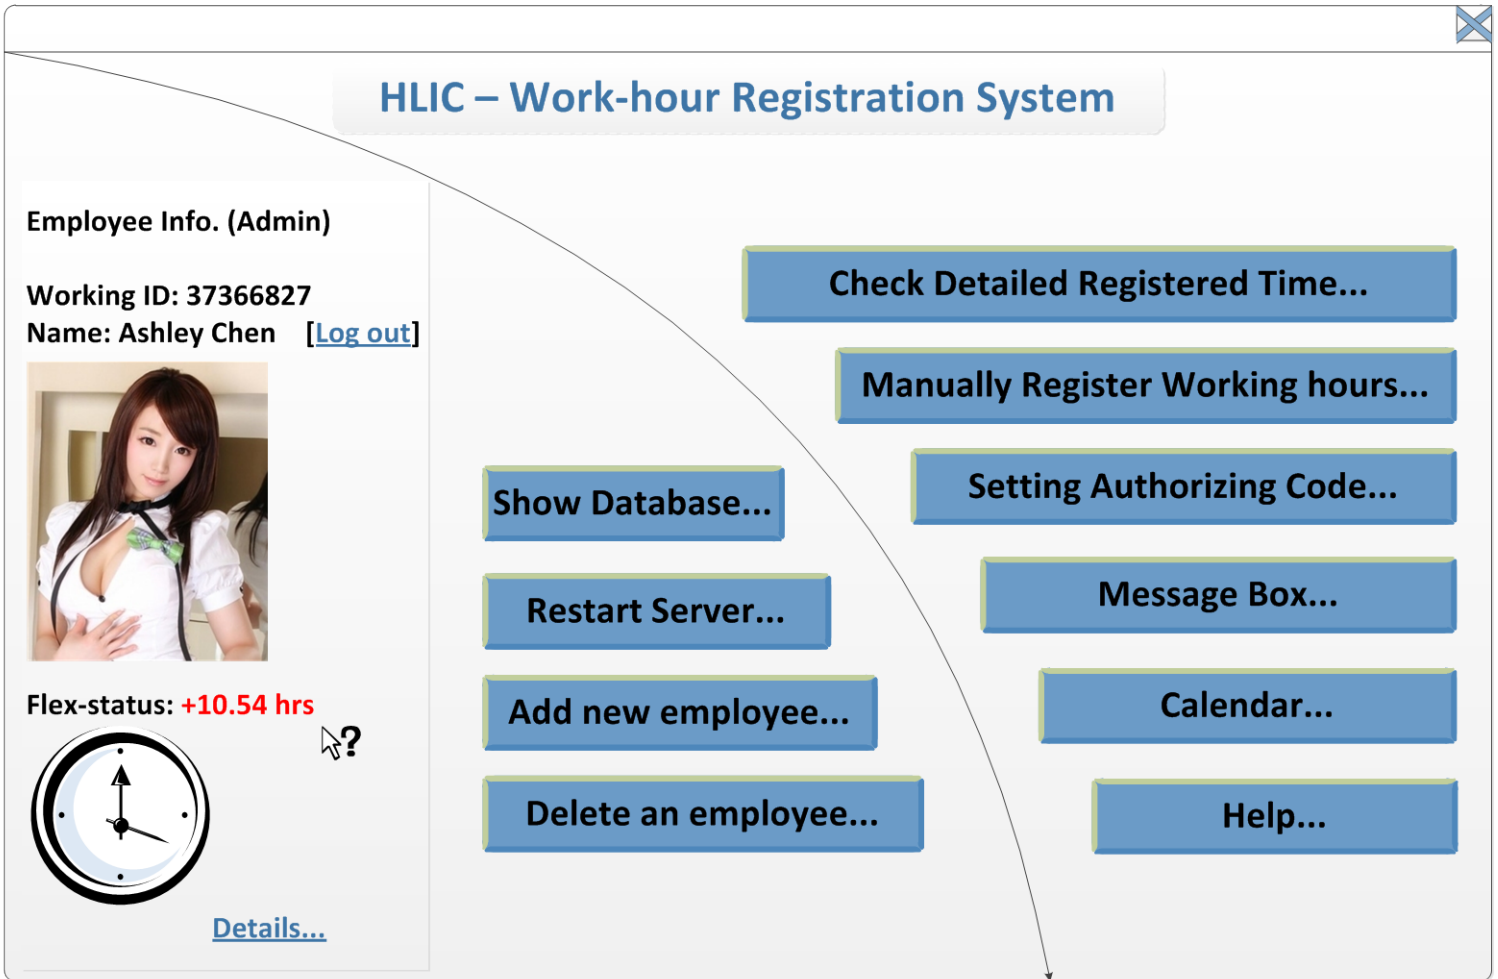 HLIC – Work-hour Registration System
Employee Info. (Admin)
Working ID: 37366827
Name: Ashley Chen [Log out]
Flex-status: +10.54 hrs
?
Details...
Show Database...
Restart Server...
Add new employee...
Delete an employee...
Check Detailed Registered Time...
Manually Register Working hours...
Setting Authorizing Code...
Message Box...
Calendar...
Help...